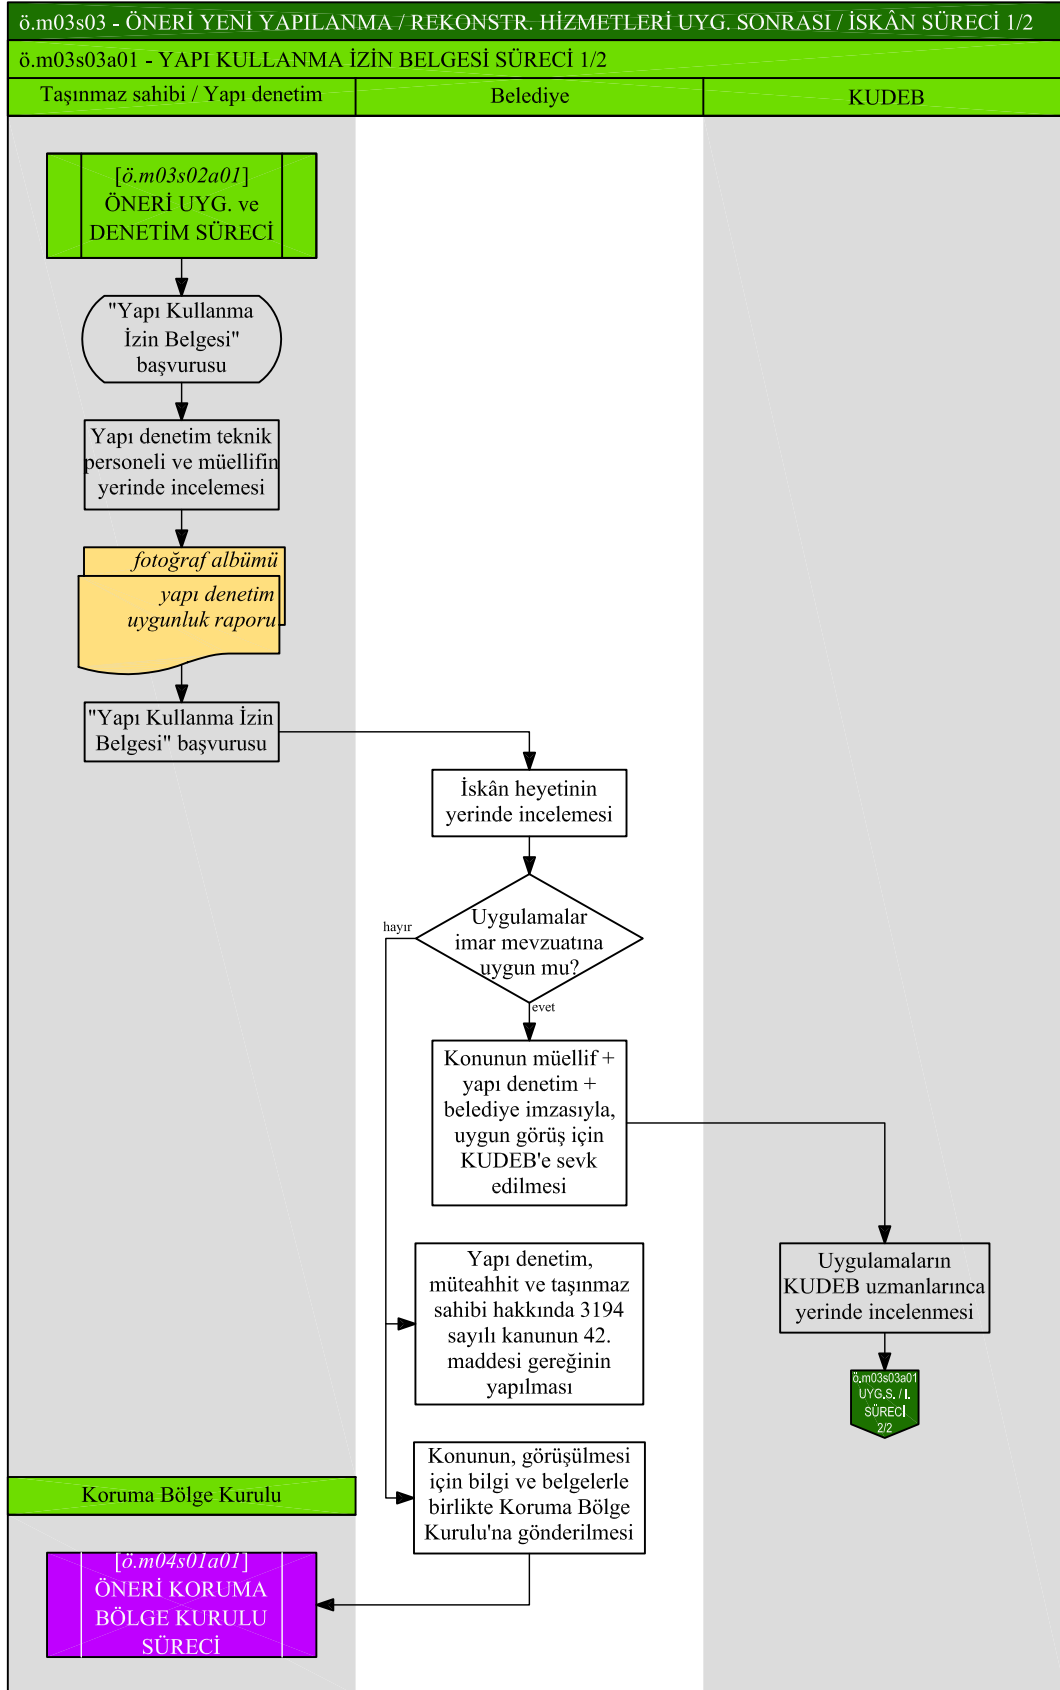 ö.m03s03 - ÖNERİ YENİ YAPILANMA / REKONSTR. HİZMETLERİ UYG. SONRASI / İSKÂN SÜRECİ 1/2
ö.m03s03a01 - YAPI KULLANMA İZİN BELGESİ SÜRECİ 1/2
Taşınmaz sahibi / Yapı denetim
Belediye
KUDEB
[ö.m03s02a01]
ÖNERİ UYG. ve
DENETİM SÜRECİ
"Yapı Kullanma
İzin Belgesi"
başvurusu
Yapı denetim teknik
personeli ve müellifin
yerinde incelemesi
fotoğraf albümü
yapı denetim
uygunluk raporu
"Yapı Kullanma İzin
Belgesi" başvurusu
İskân heyetinin
yerinde incelemesi
Uygulamalar
imar mevzuatına
uygun mu?
hayır
evet
Konunun müellif +
yapı denetim +
belediye imzasıyla,
uygun görüş için
KUDEB'e sevk
edilmesi
Yapı denetim,
müteahhit ve taşınmaz
sahibi hakkında 3194
sayılı kanunun 42.
maddesi gereğinin
yapılması
Uygulamaların
KUDEB uzmanlarınca
yerinde incelenmesi
ö.m03s03a01
UYG.S. / I.
SÜRECİ
2/2
Konunun, görüşülmesi
için bilgi ve belgelerle
birlikte Koruma Bölge
Kurulu'na gönderilmesi
Koruma Bölge Kurulu
[ö.m04s01a01]
ÖNERİ KORUMA
BÖLGE KURULU
SÜRECİ